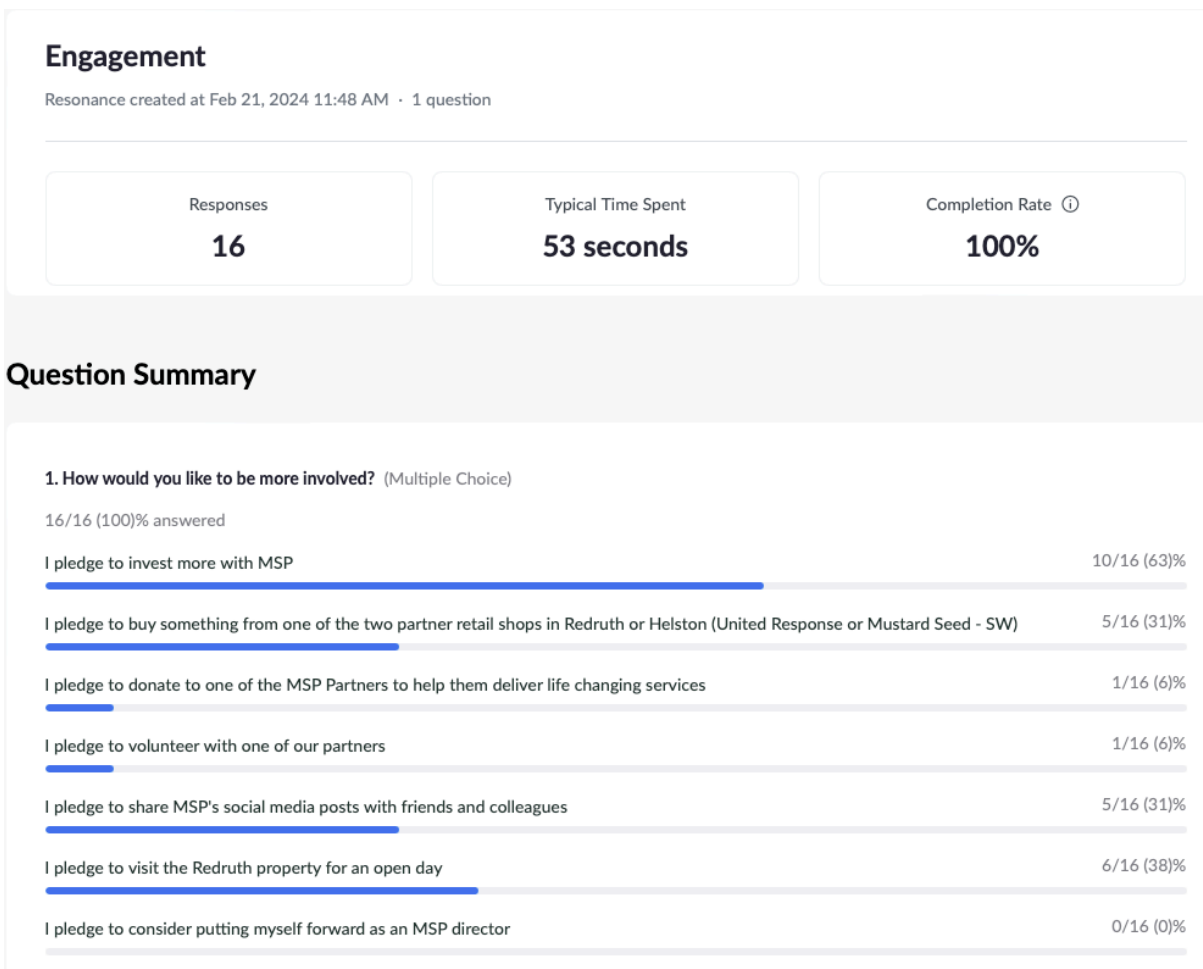 Engagement
Resonance created at Feb 21, 2024 11:48 AM · 1 question
Responses
16
Typical Time Spent
53 seconds
Completion Rate
100%
Question Summary
1. How would you like to be more involved? (Multiple Choice)
16/16 (100)% answered
I pledge to invest more with MSP 10/16 (63)%
I pledge to buy something from one of the two partner retail shops in Redruth or Helston (United Response or Mustard Seed - SW) 5/16 (31)%
I pledge to donate to one of the MSP Partners to help them deliver life changing services 1/16 (6)%
I pledge to volunteer with one of our partners 1/16 (6)%
I pledge to share MSP's social media posts with friends and colleagues 5/16 (31)%
I pledge to visit the Redruth property for an open day 6/16 (38)%
I pledge to consider putting myself forward as an MSP director 0/16 (0)%